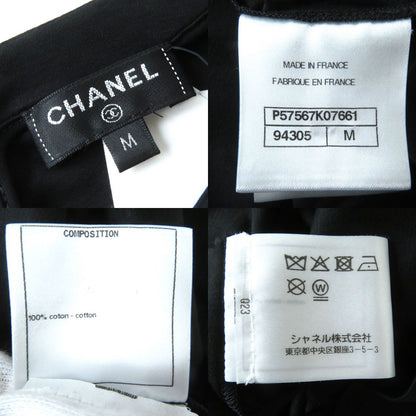 CHANEL
M
MADE IN FRANCE
FABRIQUE EN FRANCE
P57567K07661
94305 M
COMPOSITION
100% coton - cotton
023
シャネル株式会社
東京都中央区銀座3-5-3